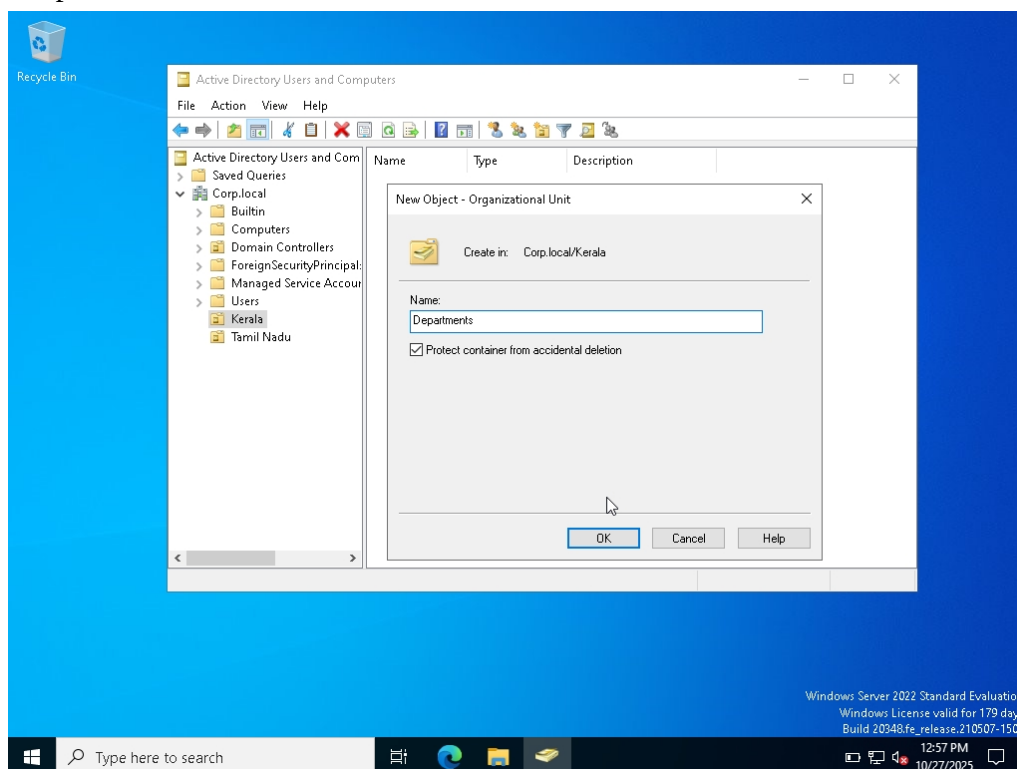 Recycle Bin
Active Directory Users and Computers
File Action View Help
Active Directory Users and Com
Saved Queries
Corp.local
Builtin
Computers
Domain Controllers
ForeignSecurityPrincipal:
Managed Service Accour
Users
Kerala
Tamil Nadu
Name Type Description
New Object - Organizational Unit
Create in: Corp.local/Kerala
Name:
Departments
Protect container from accidental deletion
OK Cancel Help
Windows Server 2022 Standard Evaluatio
Windows License valid for 179 day
Build 20348.fe_release.210507-150
Type here to search
12:57 PM
10/27/2025